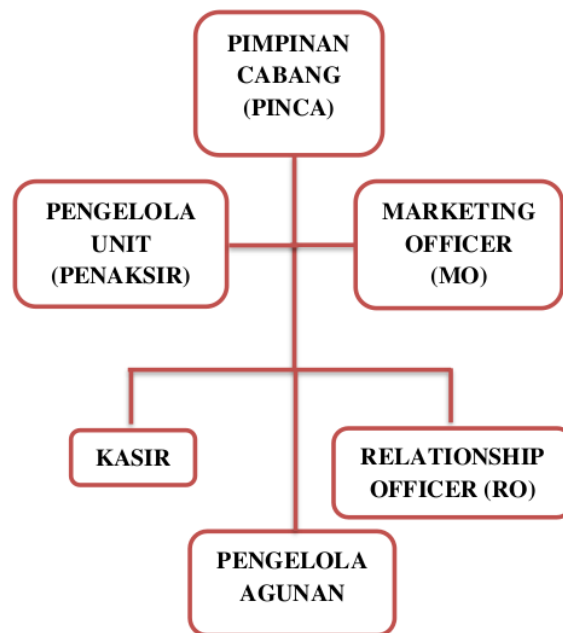 PIMPINAN
CABANG
(PINCA)
PENGELOLA
UNIT
(PENAKSIR)
MARKETING
OFFICER
(MO)
KASIR
RELATIONSHIP
OFFICER (RO)
PENGELOLA
AGUNAN